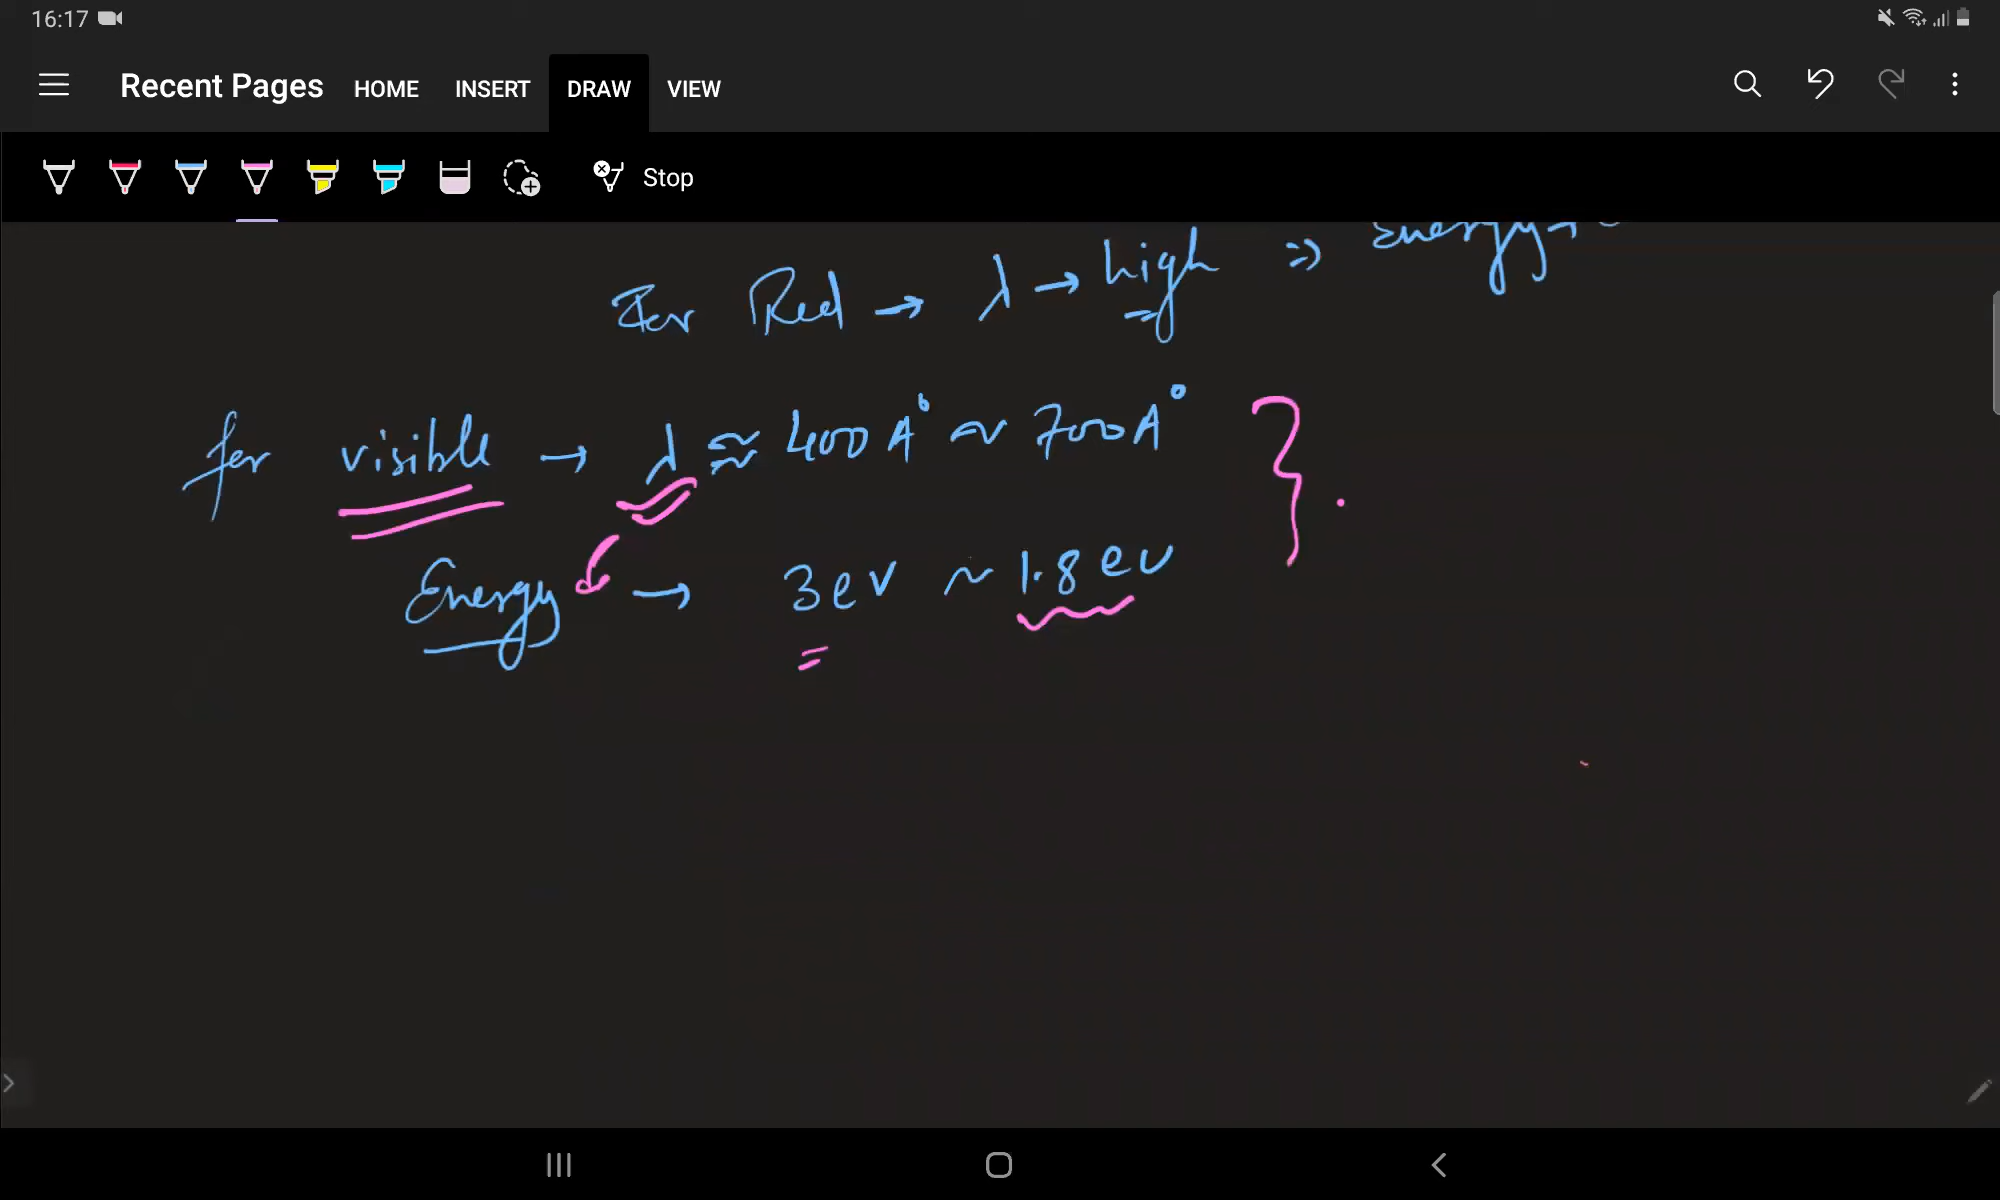 16:17
Recent Pages HOME INSERT DRAW VIEW
Stop
Energy →
For Red → λ → high ⇒
for visible → λ ≈ 400 A° ~ 700 A° }
Energy → 3 eV ~ 1.8 eV